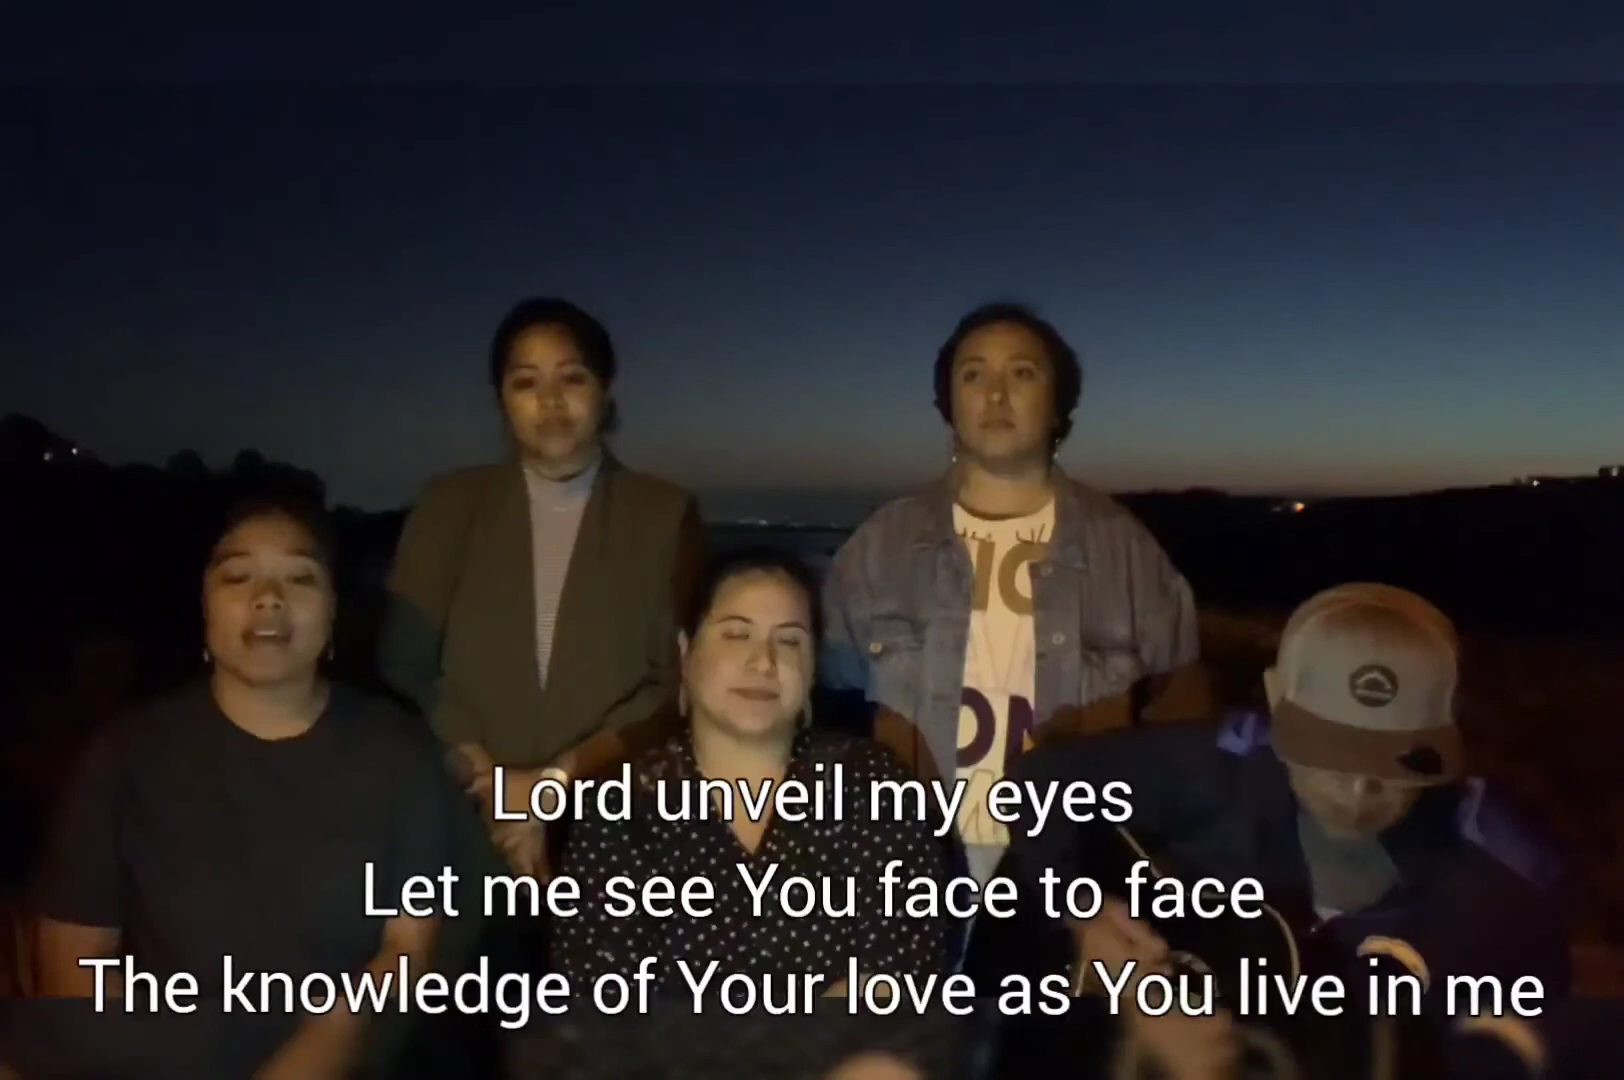 Lord unveil my eyes
Let me see You face to face
The knowledge of Your love as You live in me